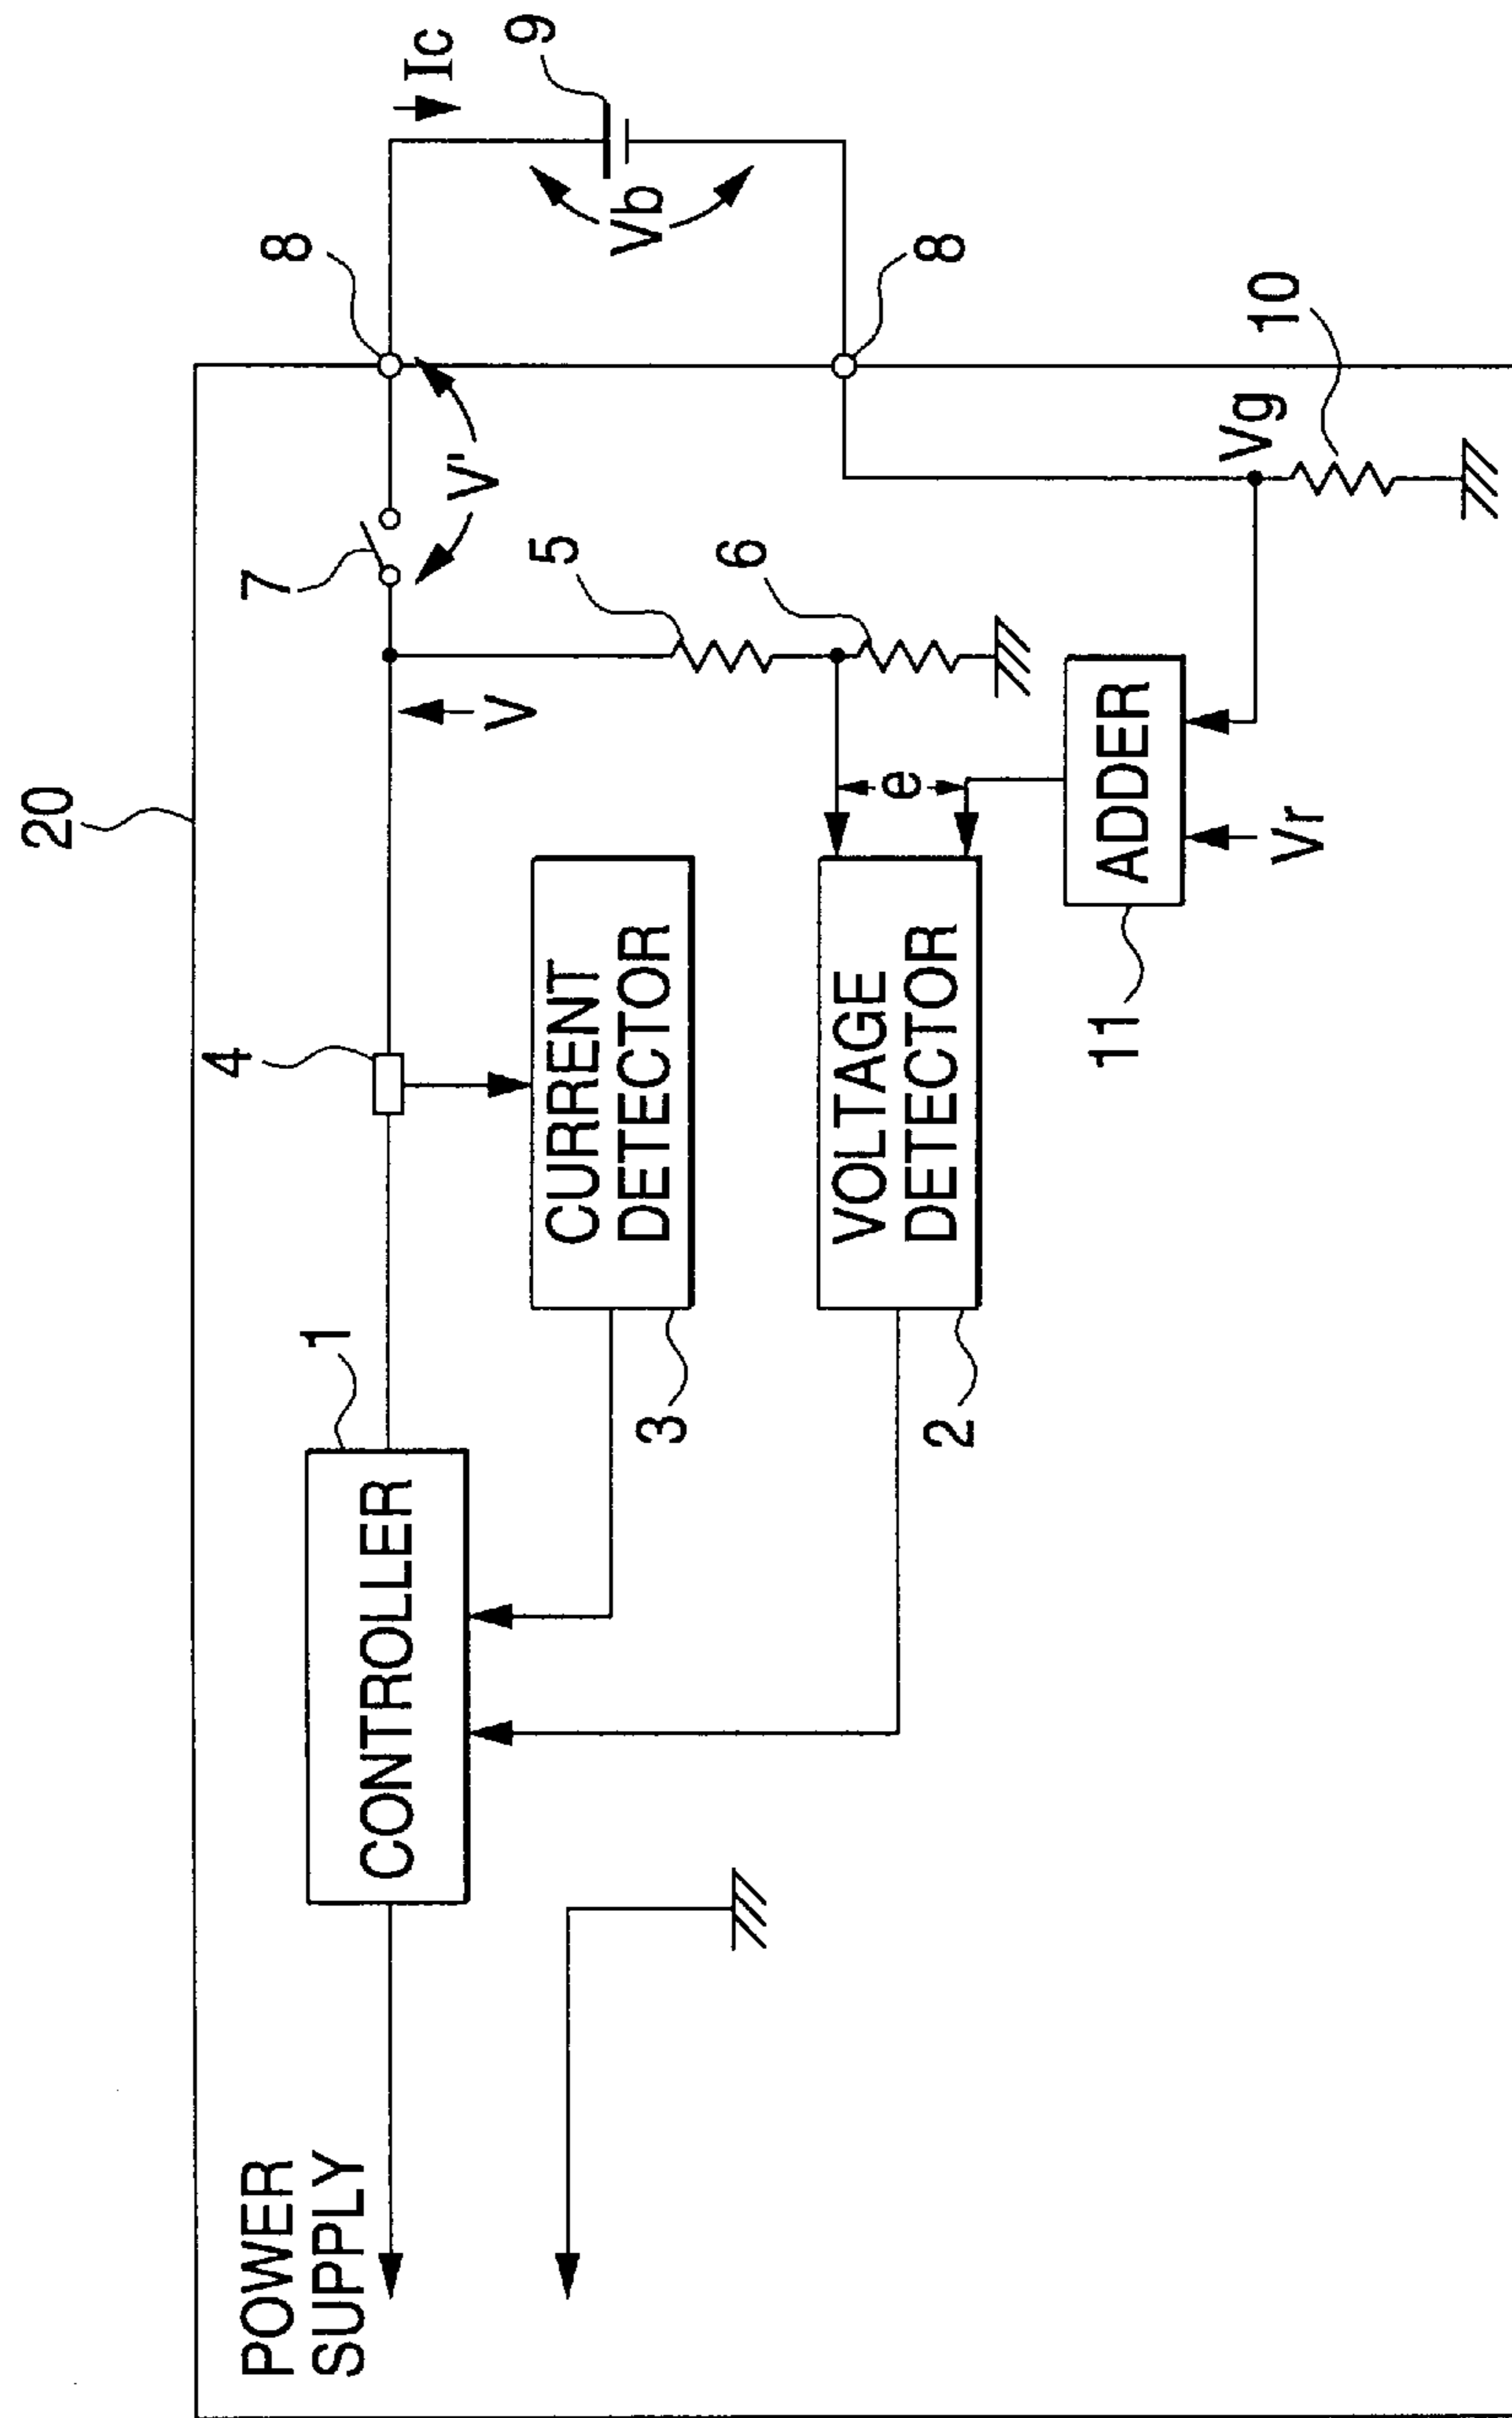 20
POWER
SUPPLY
CONTROLLER
1
4
7
8
Ic
V
V'
9
Vb
5
CURRENT
DETECTOR
3
6
e
8
VOLTAGE
DETECTOR
2
ADDER
11
Vr
Vg
10